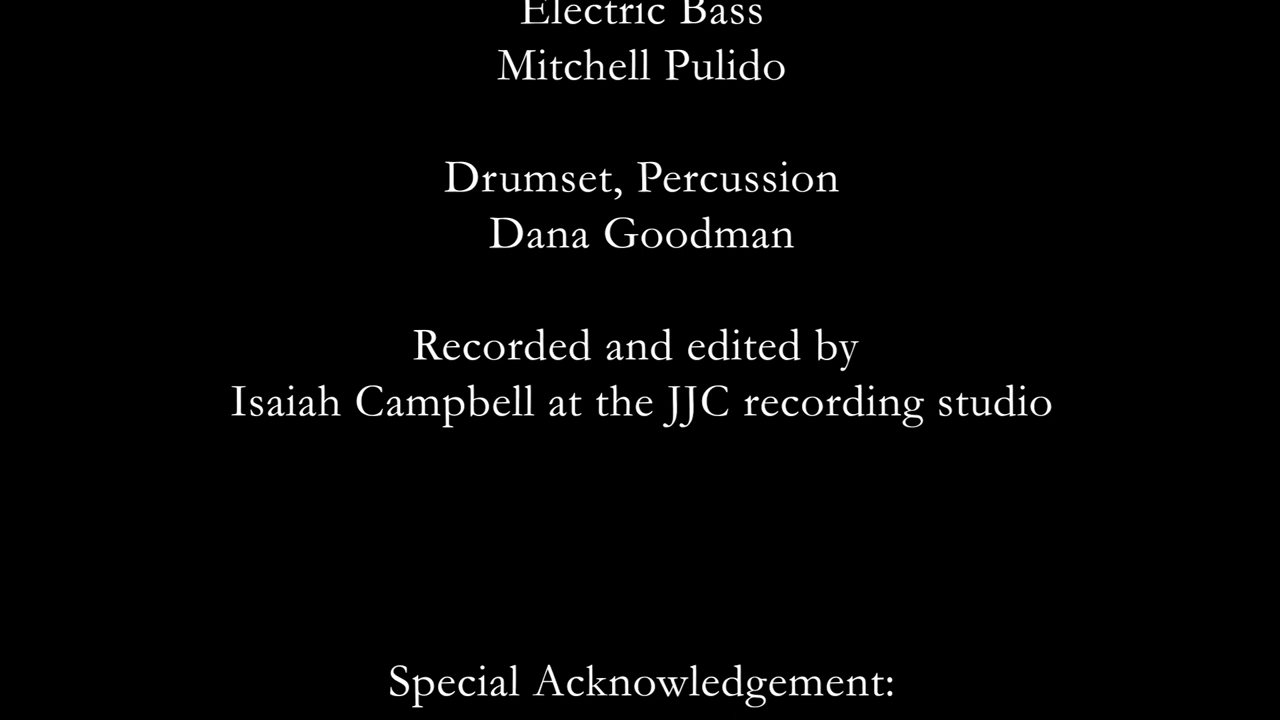 Electric Bass
Mitchell Pulido
Drumset, Percussion
Dana Goodman
Recorded and edited by
Isaiah Campbell at the JJC recording studio
Special Acknowledgement: